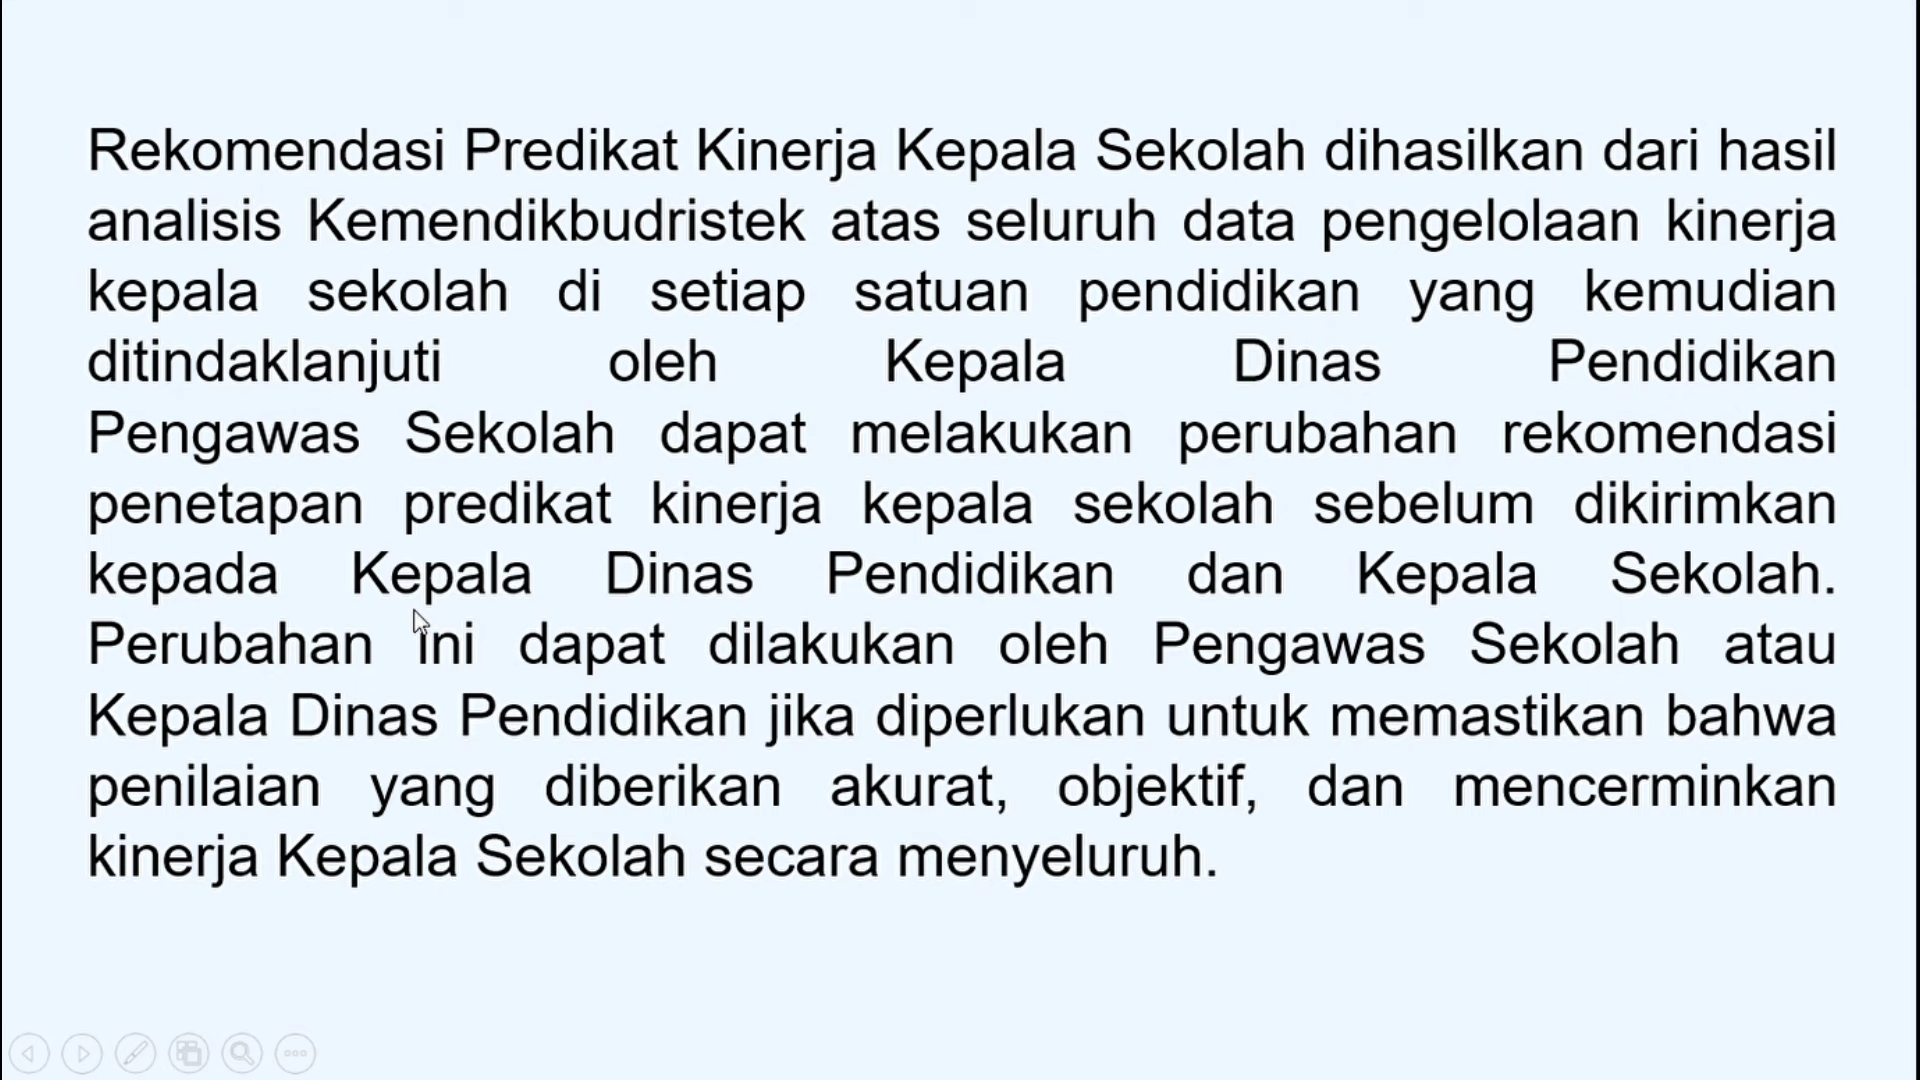 Rekomendasi Predikat Kinerja Kepala Sekolah dihasilkan dari hasil
analisis Kemendikbudristek atas seluruh data pengelolaan kinerja
kepala sekolah di setiap satuan pendidikan yang kemudian
ditindaklanjuti oleh Kepala Dinas Pendidikan
Pengawas Sekolah dapat melakukan perubahan rekomendasi
penetapan predikat kinerja kepala sekolah sebelum dikirimkan
kepada Kepala Dinas Pendidikan dan Kepala Sekolah.
Perubahan ini dapat dilakukan oleh Pengawas Sekolah atau
Kepala Dinas Pendidikan jika diperlukan untuk memastikan bahwa
penilaian yang diberikan akurat, objektif, dan mencerminkan
kinerja Kepala Sekolah secara menyeluruh.